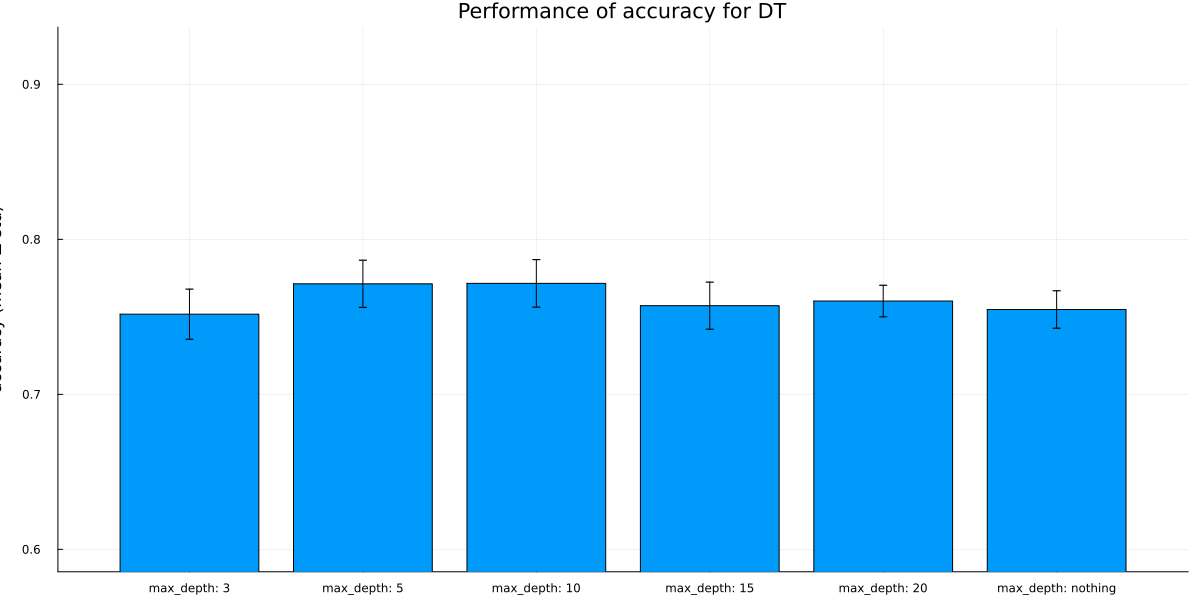 Performance of accuracy for DT
0.9
0.8
0.7
0.6
max_depth: 3
max_depth: 5
max_depth: 10
max_depth: 15
max_depth: 20
max_depth: nothing